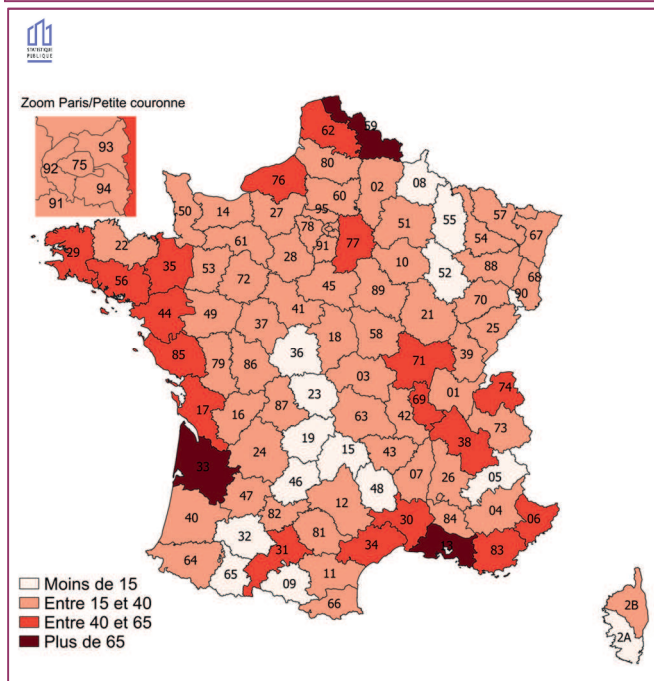 STATISTIQUE
PUBLIQUE
Zoom Paris/Petite couronne
93
92 75
94
91
59
62
80
76 02 08
60
50 14 27 95 55 57
78 51 54 67
61 91 77
29 22 28 10 88 68
35 53 52
56 72 45 89 70 90
41
44 49 37 21 25
18 58
36 39
85 79 86 71
03 01 74
23
17 16 87 69
63 42 73
19 38
24 15 43
33 05
46 07 26
48
47 12 04
40 82 30 84 06
32 81
31 34 13 83
64
65 09 11
66
2B
2A
Moins de 15
Entre 15 et 40
Entre 40 et 65
Plus de 65